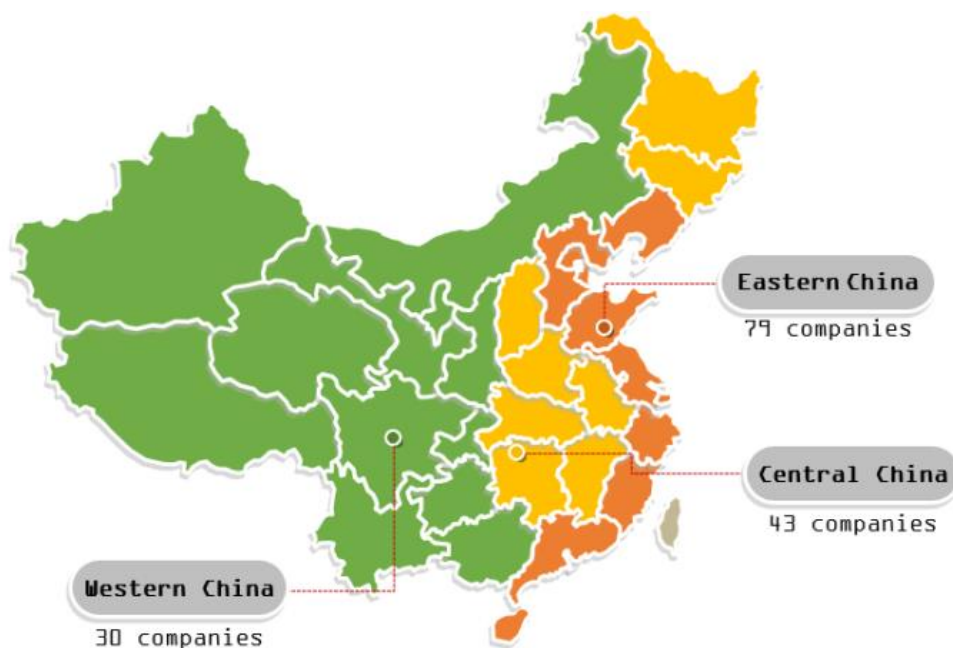 Eastern China
79 companies
Central China
43 companies
Western China
30 companies